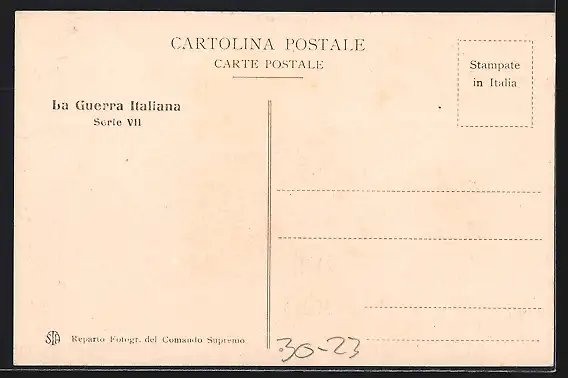 CARTOLINA POSTALE
CARTE POSTALE
Stampate
in Italia
La Guerra Italiana
Serie VII
STA Reparto Fotogr. del Comando Supremo
30-23